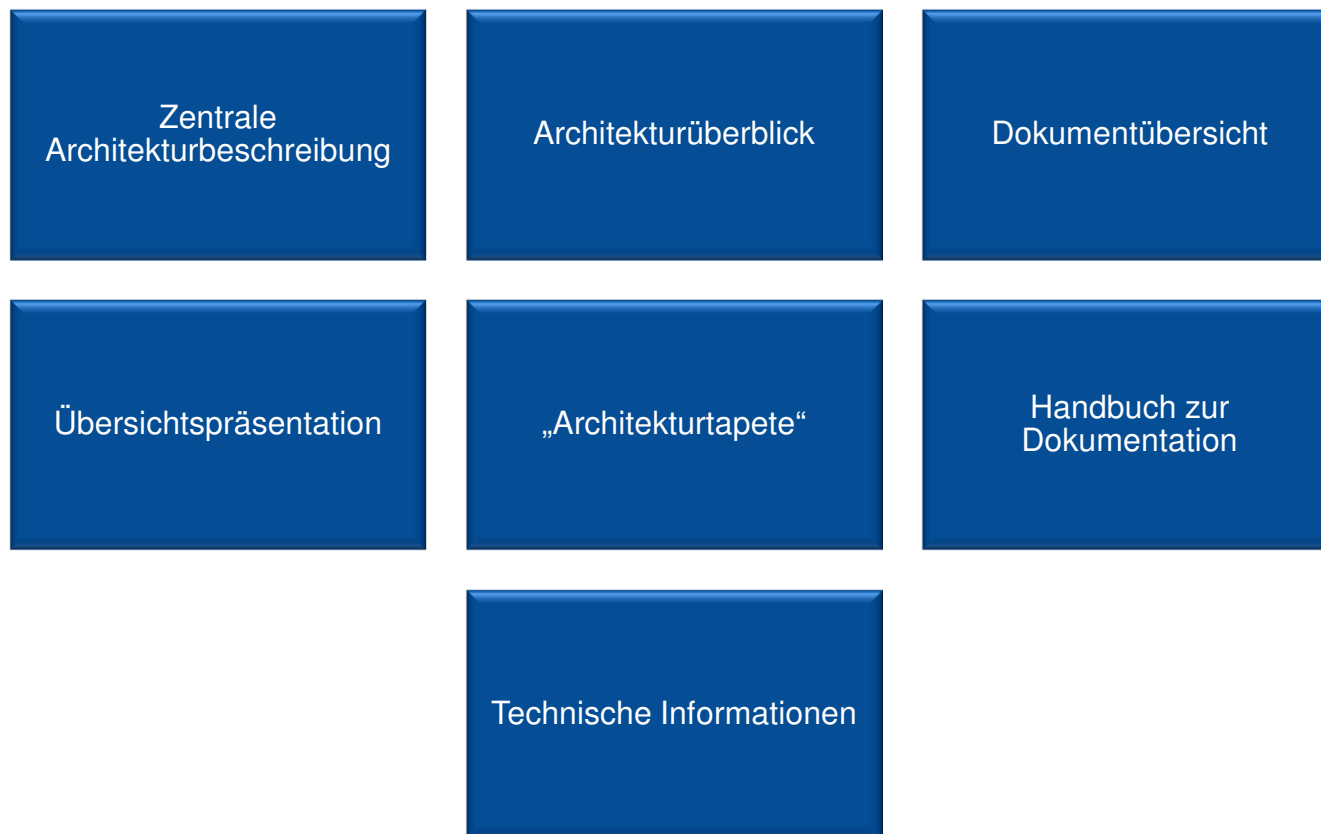 Zentrale
Architekturbeschreibung
Architekturüberblick
Dokumentübersicht
Übersichtspräsentation
„Architekturtapete“
Handbuch zur
Dokumentation
Technische Informationen